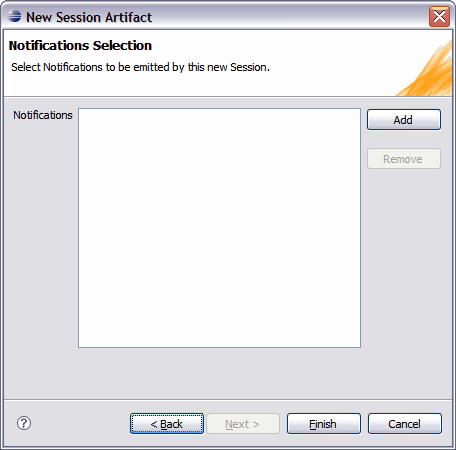 New Session Artifact
Notifications Selection
Select Notifications to be emitted by this new Session.
Notifications
Add
Remove
?
< Back
Next >
Finish
Cancel